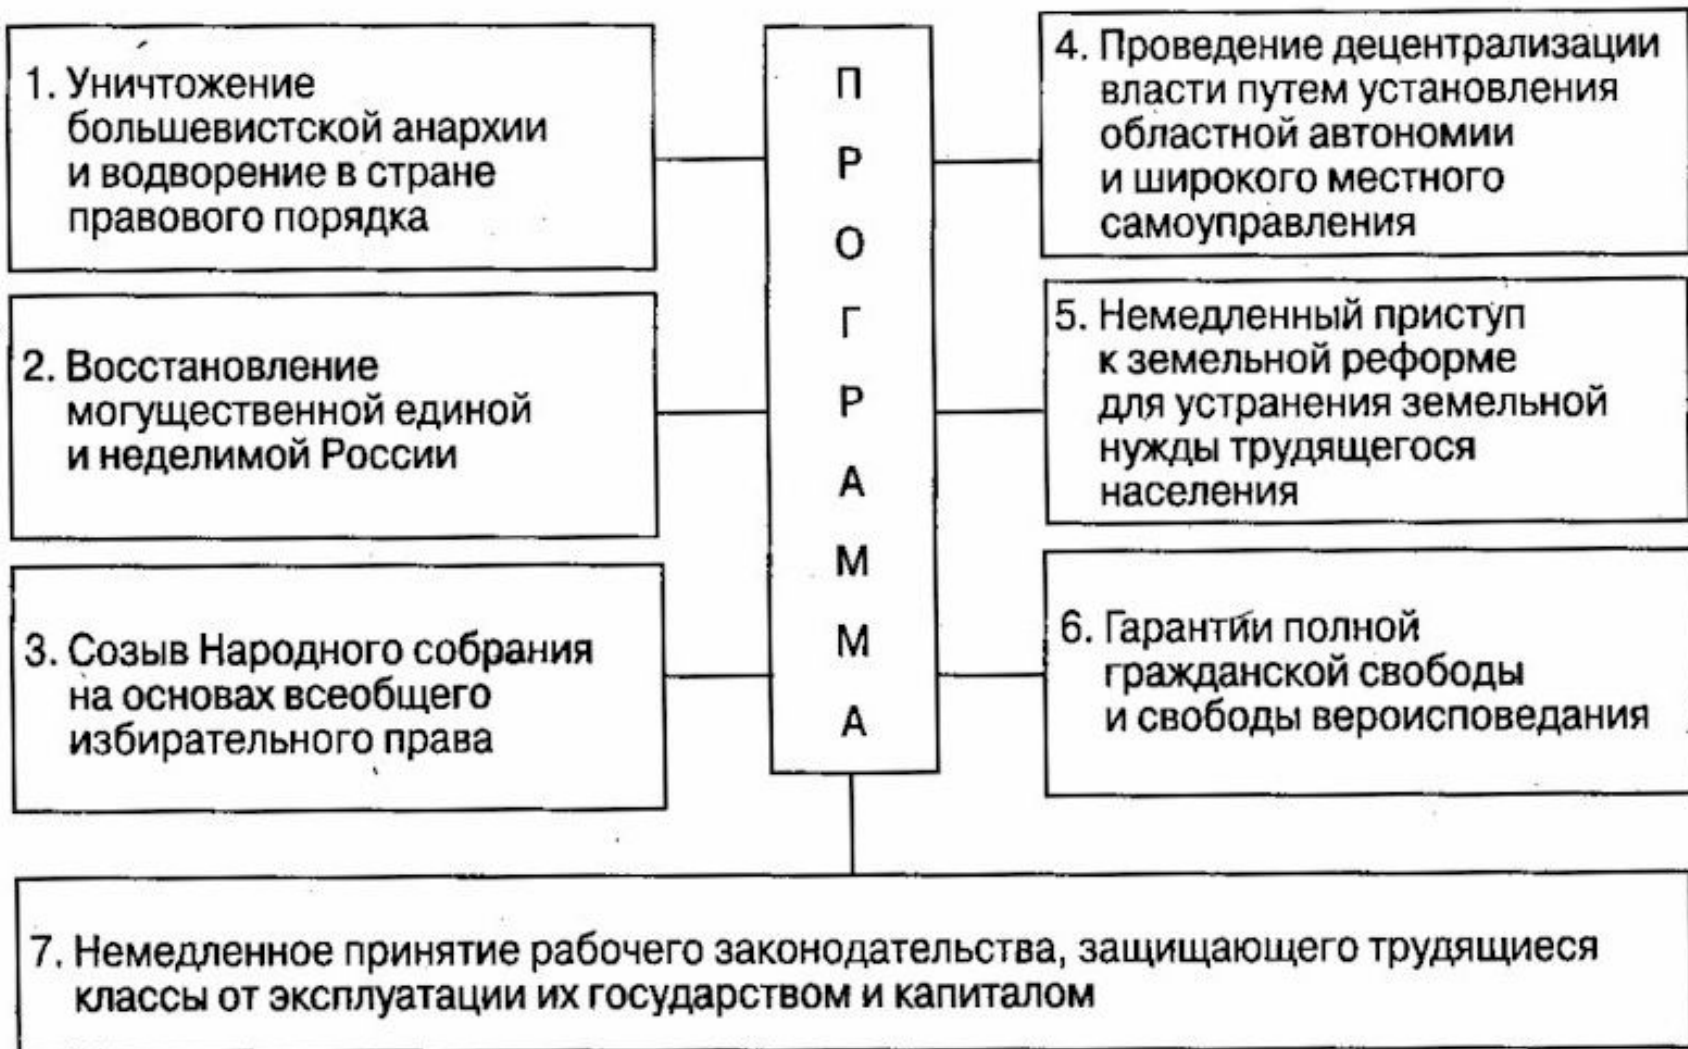 1. Уничтожение
большевистской анархии
и водворение в стране
правового порядка
2. Восстановление
могущественной единой
и неделимой России
3. Созыв Народного собрания
на основах всеобщего
избирательного права
П
Р
О
Г
Р
А
М
М
А
4. Проведение децентрализации
власти путем установления
областной автономии
и широкого местного
самоуправления
5. Немедленный приступ
к земельной реформе
для устранения земельной
нужды трудящегося
населения
6. Гарантии полной
гражданской свободы
и свободы вероисповедания
7. Немедленное принятие рабочего законодательства, защищающего трудящиеся
классы от эксплуатации их государством и капиталом